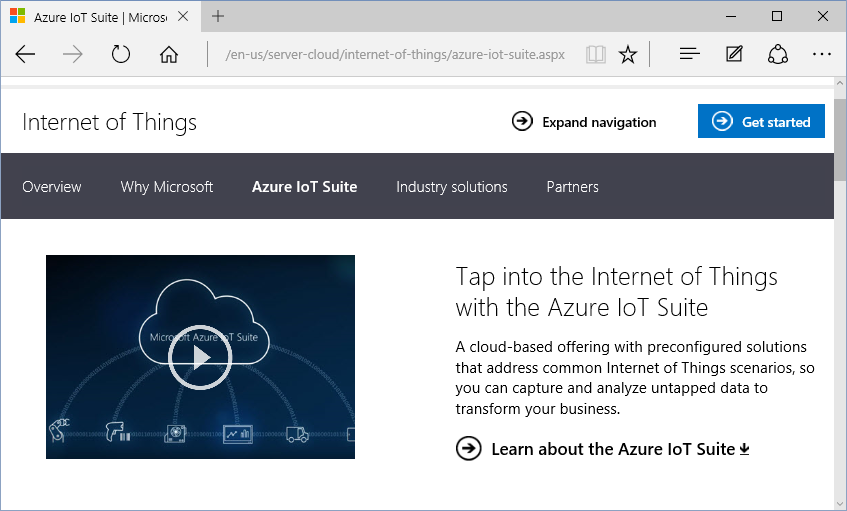 Azure IoT Suite | Micros
/en-us/server-cloud/internet-of-things/azure-iot-suite.aspx
Internet of Things
Expand navigation
Get started
Overview
Why Microsoft
Azure IoT Suite
Industry solutions
Partners
Microsoft Azure IoT Suite
Tap into the Internet of Things
with the Azure IoT Suite
A cloud-based offering with preconfigured solutions
that address common Internet of Things scenarios, so
you can capture and analyze untapped data to
transform your business.
Learn about the Azure IoT Suite